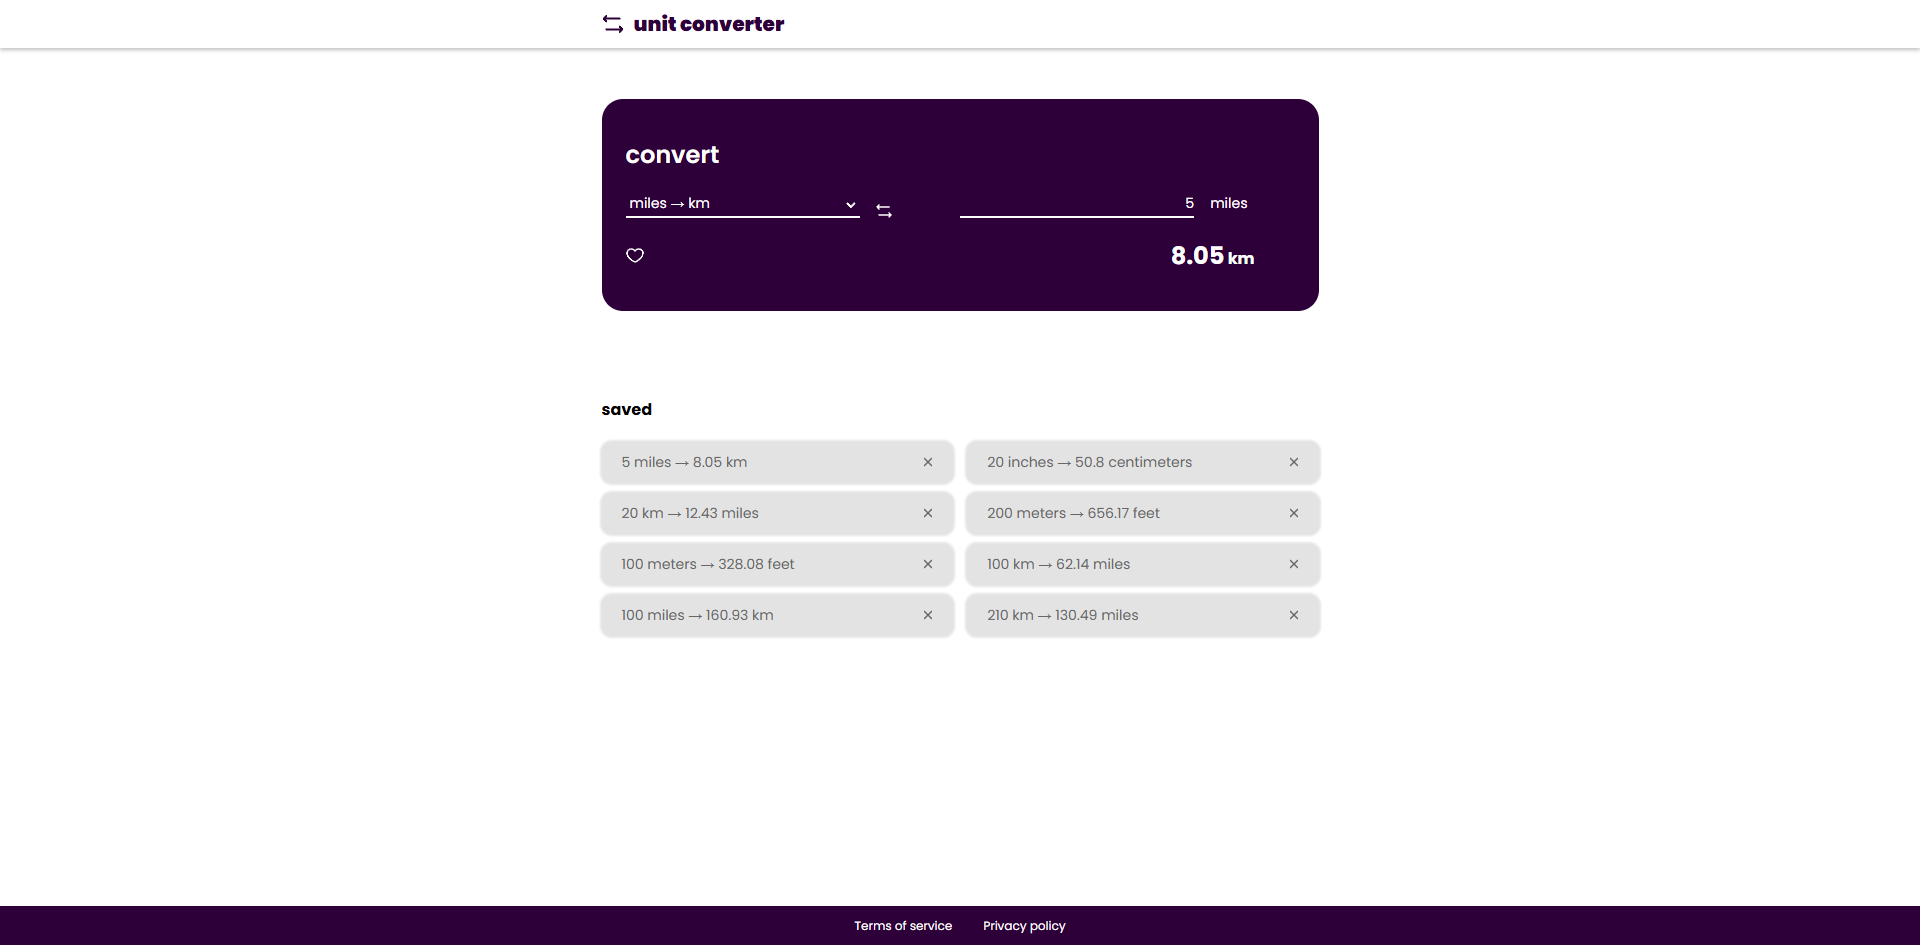 unit converter
convert
miles → km
5 miles
8.05 km
saved
5 miles → 8.05 km
20 inches → 50.8 centimeters
20 km → 12.43 miles
200 meters → 656.17 feet
100 meters → 328.08 feet
100 km → 62.14 miles
100 miles → 160.93 km
210 km → 130.49 miles
Terms of service Privacy policy